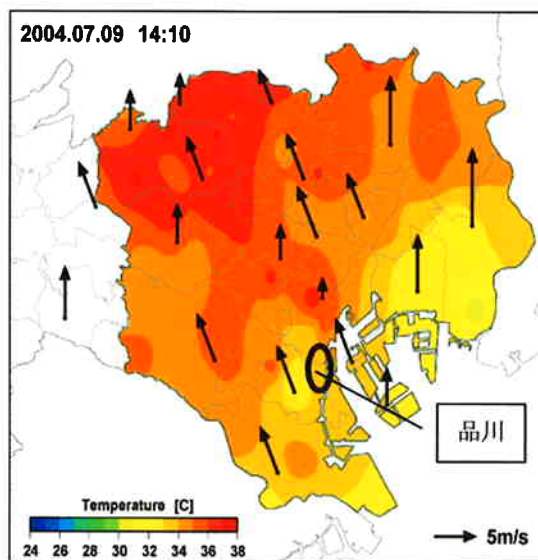 2004.07.09 14:10
品川
Temperature [C]
24 26 28 30 32 34 36 38
5m/s